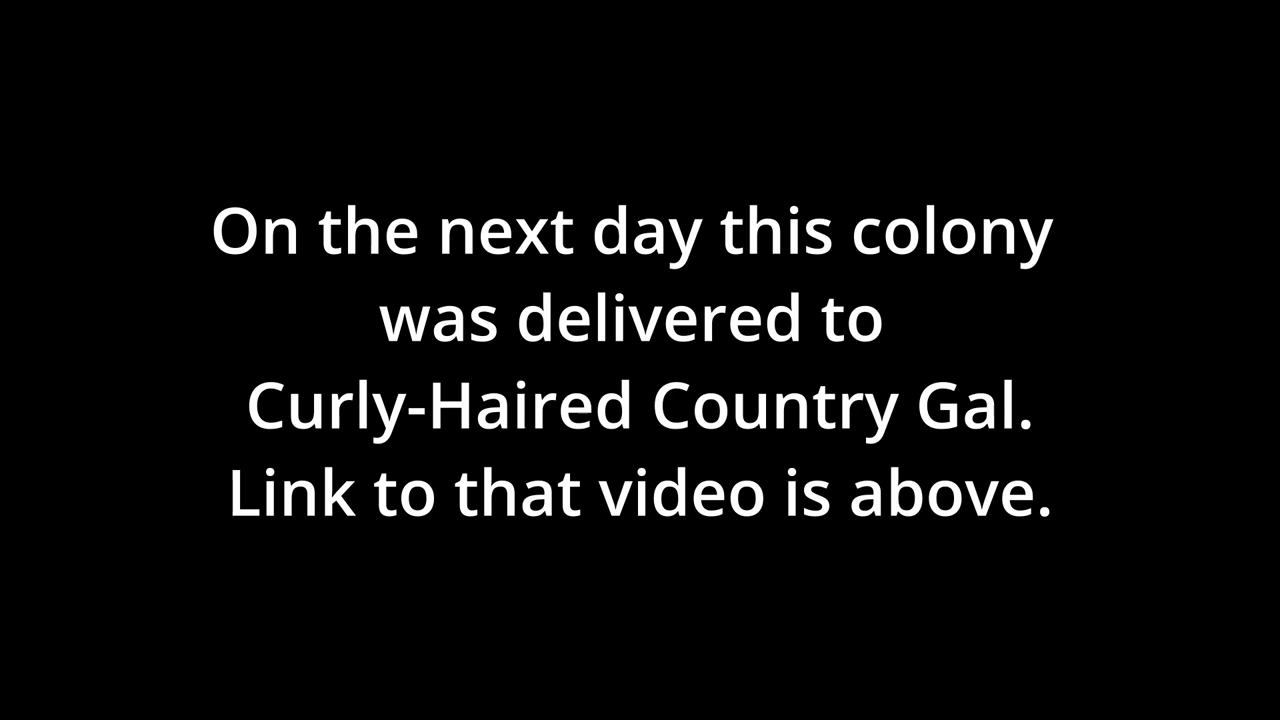 On the next day this colony
was delivered to
Curly-Haired Country Gal.
Link to that video is above.